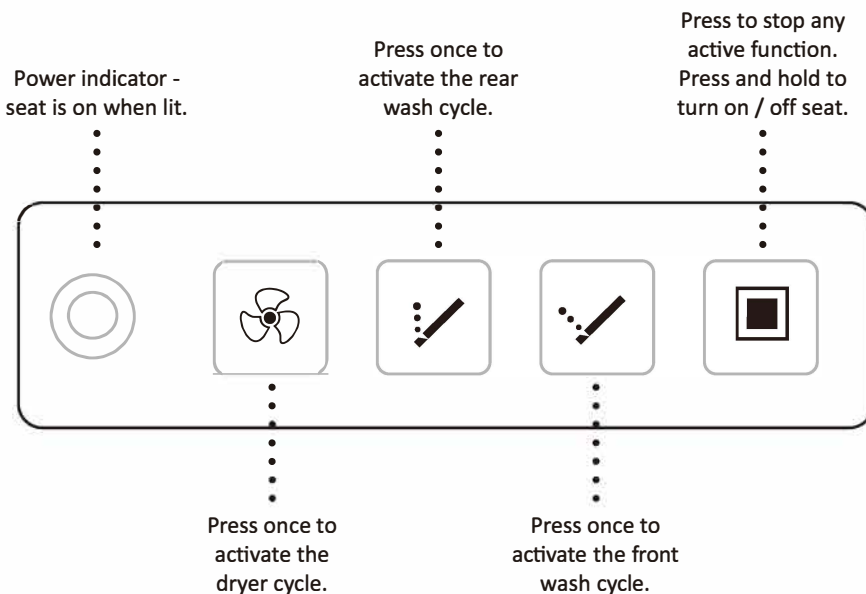 Power indicator -
seat is on when lit.
Press once to
activate the rear
wash cycle.
Press to stop any
active function.
Press and hold to
turn on / off seat.
Press once to
activate the
dryer cycle.
Press once to
activate the front
wash cycle.